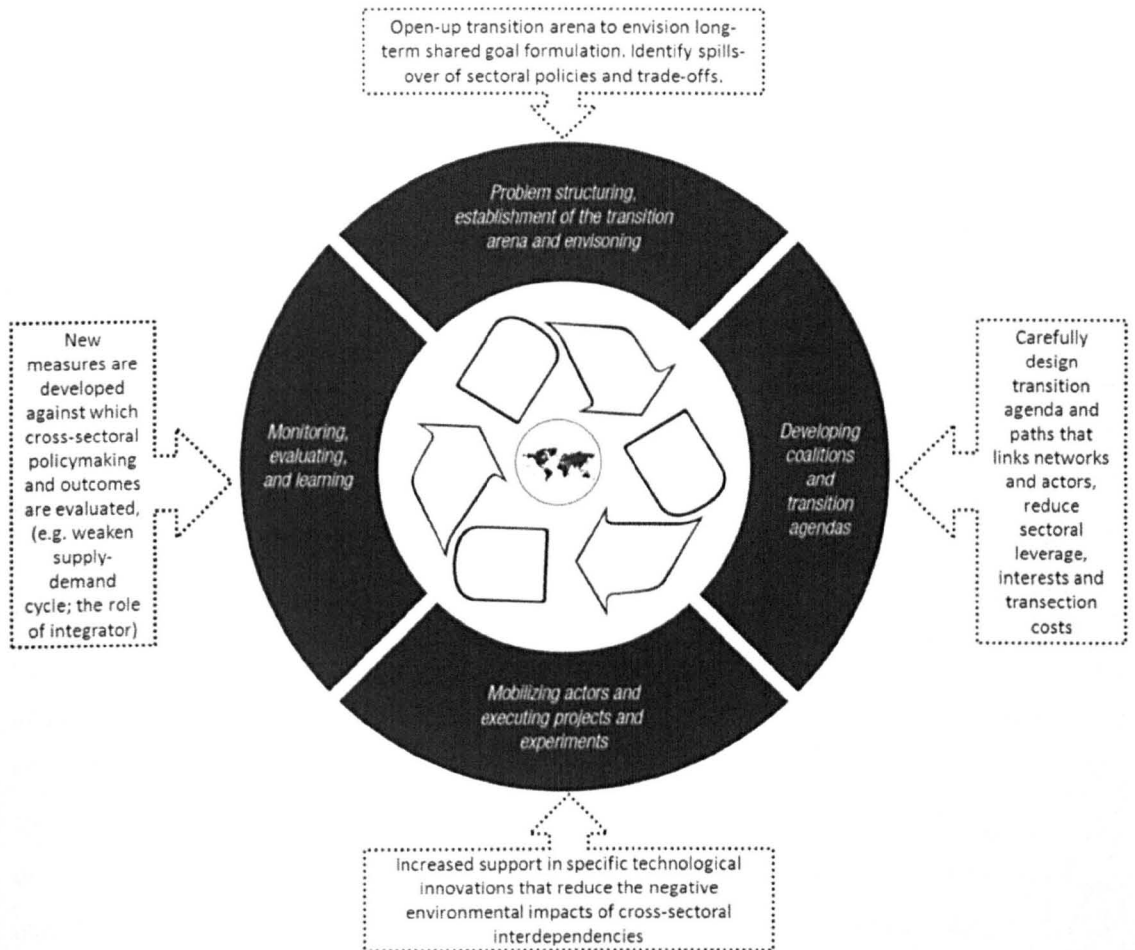 Open-up transition arena to envision long-
term shared goal formulation. Identify spills-
over of sectoral policies and trade-offs.
Problem structuring,
establishment of the transition
arena and envisoning
New
measures are
developed
against which
cross-sectoral
policymaking
and outcomes
are evaluated,
(e.g. weaken
supply-
demand
cycle; the role
of integrator)
Monitoring,
evaluating,
and learning
Developing
coalitions
and
transition
agendas
Carefully
design
transition
agenda and
paths that
links networks
and actors,
reduce
sectoral
leverage,
interests and
transection
costs
Mobilizing actors and
executing projects and
experiments
Increased support in specific technological
innovations that reduce the negative
environmental impacts of cross-sectoral
interdependencies